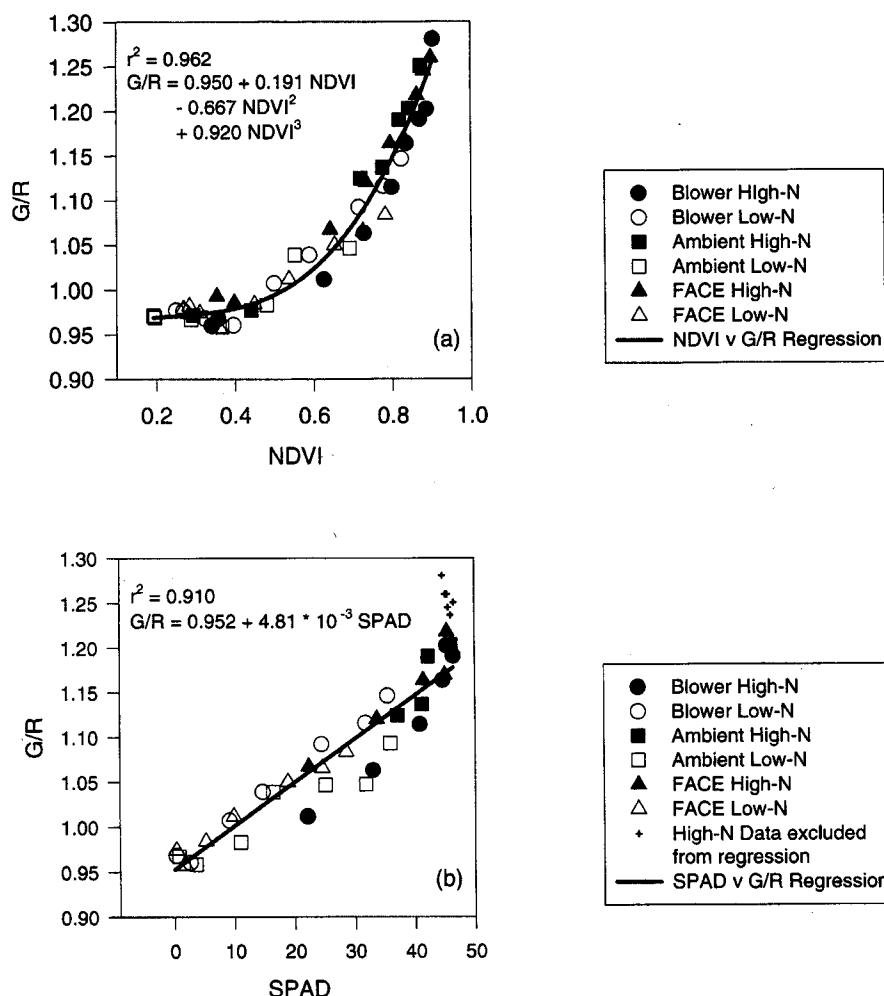 1.30
1.25
1.20
1.15
1.10
1.05
1.00
0.95
0.90
G/R
r² = 0.962
G/R = 0.950 + 0.191 NDVI
- 0.667 NDVI²
+ 0.920 NDVI³
(a)
0.2 0.4 0.6 0.8 1.0
NDVI
Blower HIgh-N
Blower Low-N
Ambient High-N
Ambient Low-N
FACE High-N
FACE Low-N
NDVI v G/R Regression
1.30
1.25
1.20
1.15
1.10
1.05
1.00
0.95
0.90
G/R
r² = 0.910
G/R = 0.952 + 4.81 * 10⁻³ SPAD
(b)
0 10 20 30 40 50
SPAD
Blower High-N
Blower Low-N
Ambient High-N
Ambient Low-N
FACE High-N
FACE Low-N
High-N Data excluded
from regression
SPAD v G/R Regression